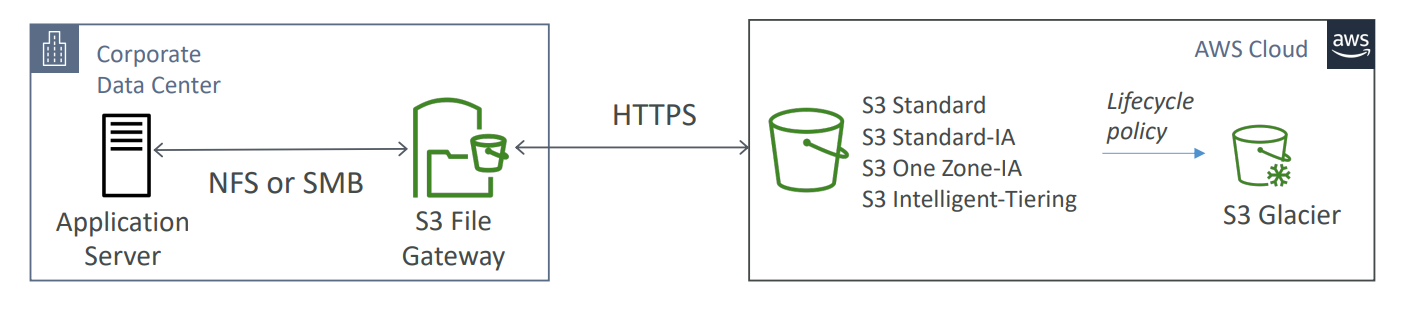 Corporate
Data Center
Application
Server
NFS or SMB
S3 File
Gateway
HTTPS
AWS Cloud
aws
S3 Standard
S3 Standard-IA
S3 One Zone-IA
S3 Intelligent-Tiering
Lifecycle
policy
S3 Glacier